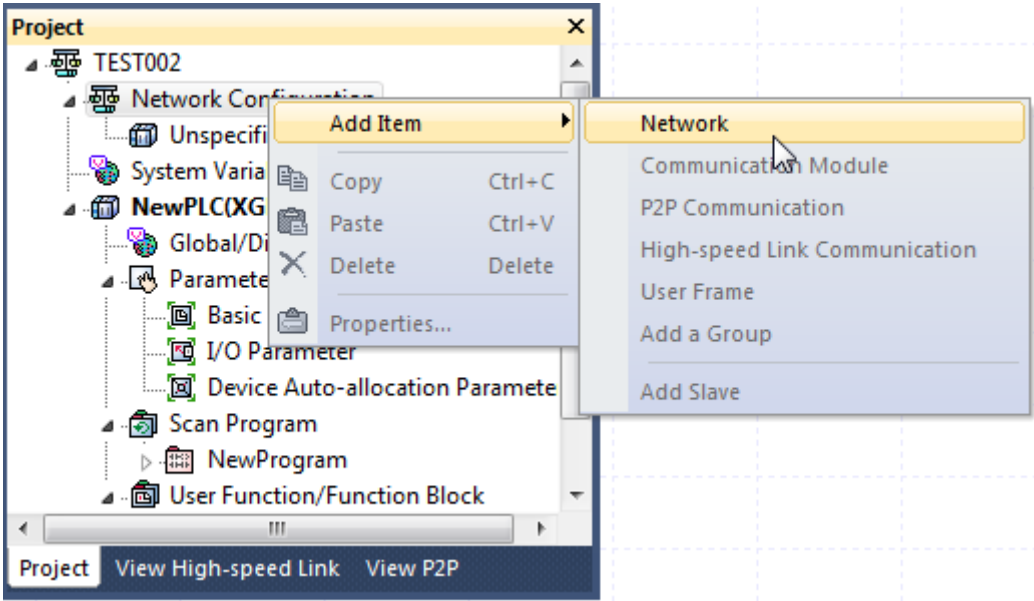 Project
TEST002
Network Configuration
Unspecifi
System Varia
NewPLC(XG
Global/Di
Paramete
Basic
I/O Parameter
Device Auto-allocation Paramete
Scan Program
NewProgram
User Function/Function Block
Add Item
Copy Ctrl+C
Paste Ctrl+V
Delete Delete
Properties...
Network
Communication Module
P2P Communication
High-speed Link Communication
User Frame
Add a Group
Add Slave
Project View High-speed Link View P2P